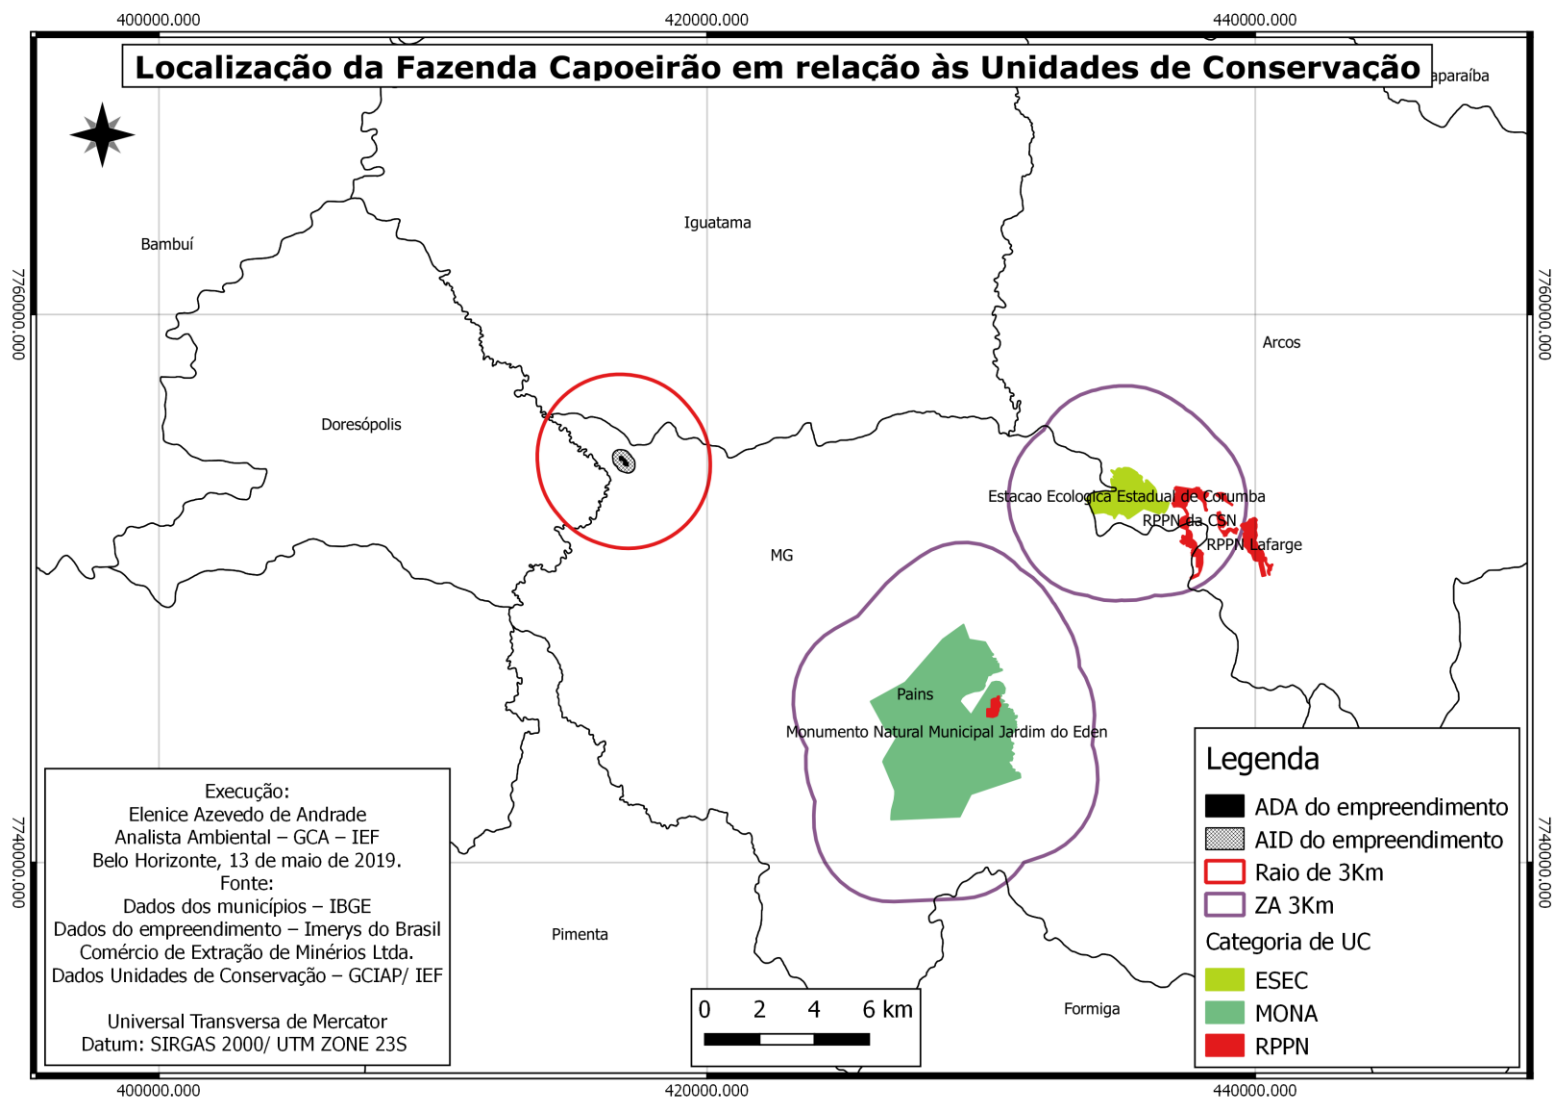 400000.000
420000.000
440000.000
Localização da Fazenda Capoeirão em relação às Unidades de Conservação
aparaíba
Iguatama
Bambuí
7760000.000
7760000.000
Arcos
Doresópolis
Estacao Ecologica Estadual de Corumba
RPPN da CSN
RPPN Lafarge
MG
Pains
Monumento Natural Municipal Jardim do Eden
7740000.000
7740000.000
Pimenta
Formiga
Execução:
Elenice Azevedo de Andrade
Analista Ambiental – GCA – IEF
Belo Horizonte, 13 de maio de 2019.
Fonte:
Dados dos municípios – IBGE
Dados do empreendimento – Imerys do Brasil
Comércio de Extração de Minérios Ltda.
Dados Unidades de Conservação – GCIAP/ IEF
Universal Transversa de Mercator
Datum: SIRGAS 2000/ UTM ZONE 23S
0 2 4 6 km
Legenda
ADA do empreendimento
AID do empreendimento
Raio de 3Km
ZA 3Km
Categoria de UC
ESEC
MONA
RPPN
400000.000
420000.000
440000.000